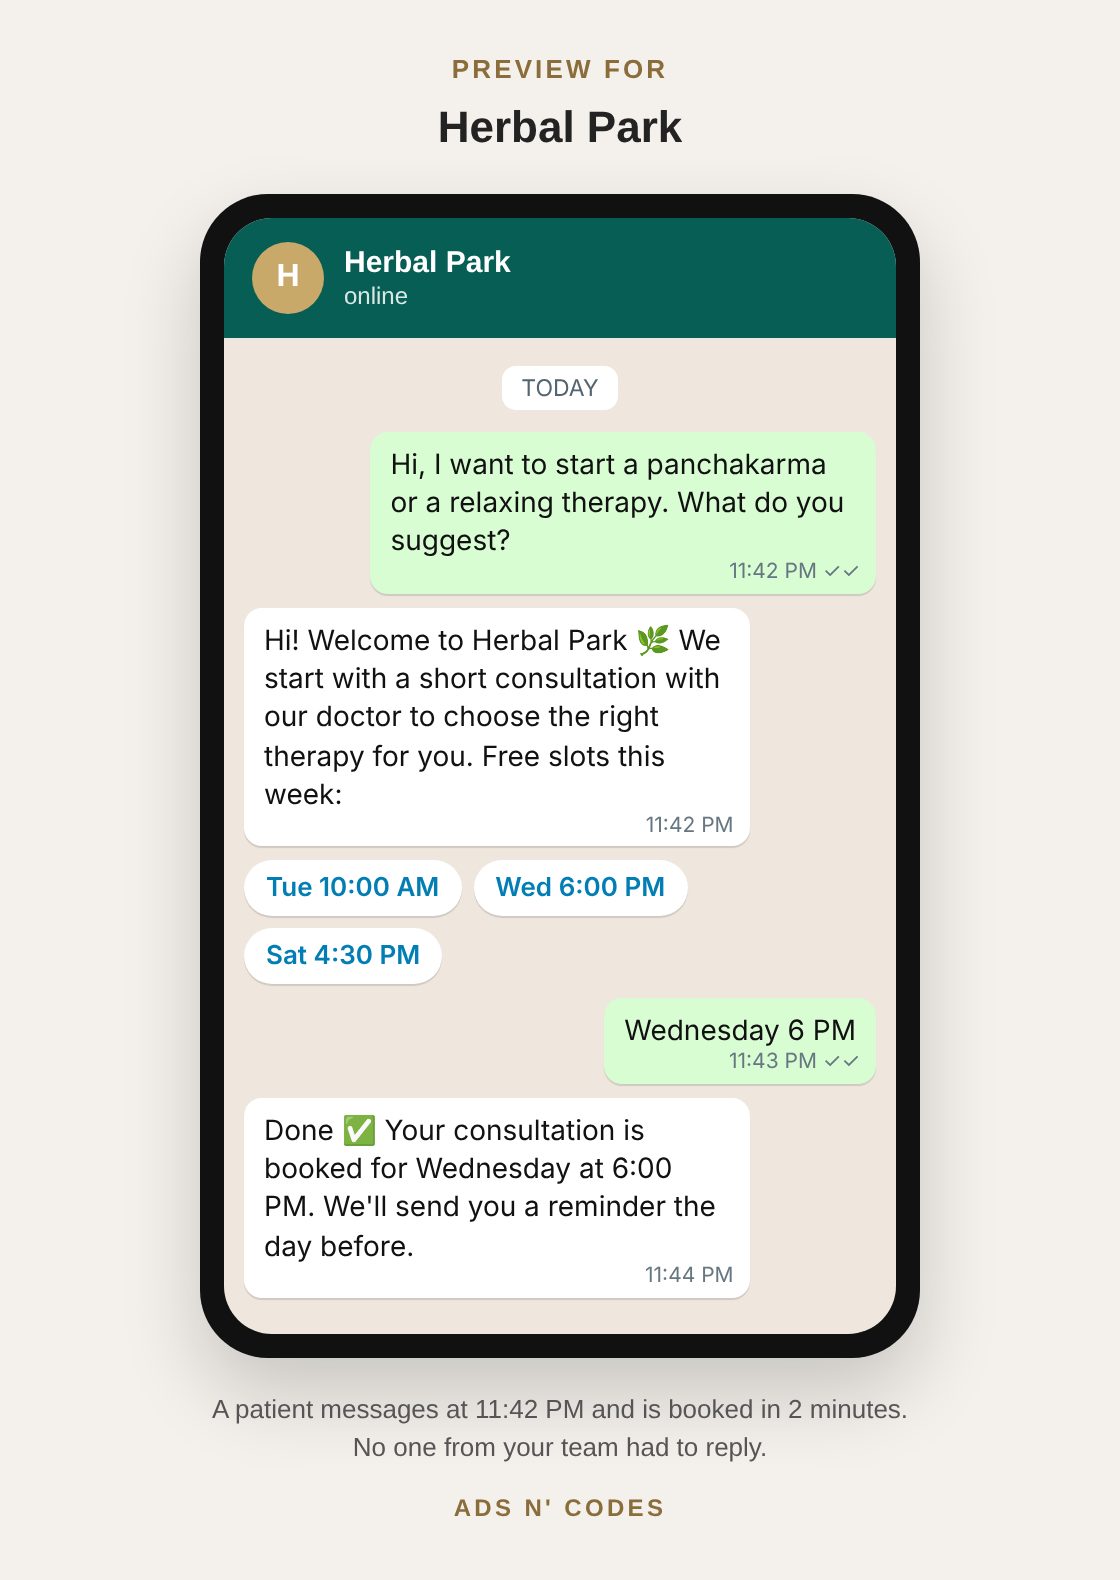 PREVIEW FOR
Herbal Park
H
Herbal Park
online
TODAY
Hi, I want to start a panchakarma
or a relaxing therapy. What do you
suggest?
11:42 PM ✓✓
Hi! Welcome to Herbal Park 🌿 We
start with a short consultation with
our doctor to choose the right
therapy for you. Free slots this
week:
11:42 PM
Tue 10:00 AM
Wed 6:00 PM
Sat 4:30 PM
Wednesday 6 PM
11:43 PM ✓✓
Done ✅ Your consultation is
booked for Wednesday at 6:00
PM. We'll send you a reminder the
day before.
11:44 PM
A patient messages at 11:42 PM and is booked in 2 minutes.
No one from your team had to reply.
ADS N' CODES